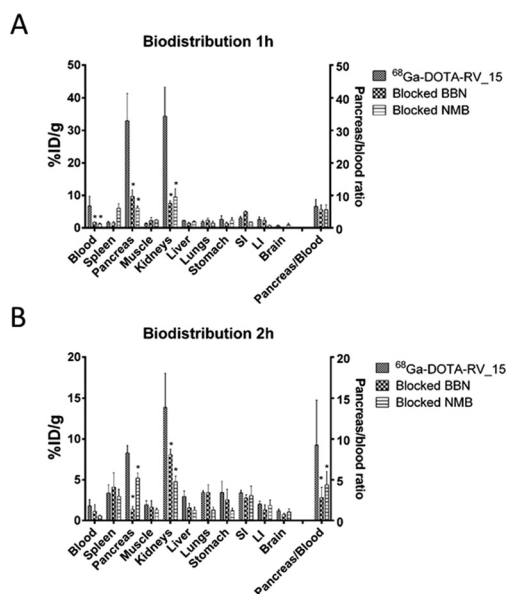 A
Biodistribution 1h
50
40
30
20
10
0
%ID/g
50
40
30
20
10
0
Pancreas/blood ratio
68Ga-DOTA-RV_15
Blocked BBN
Blocked NMB
* * * * * *
Blood
Spleen
Pancreas
Muscle
Kidneys
Liver
Lungs
Stomach
SI
LI
Brain
Pancreas/Blood
B
Biodistribution 2h
20
15
10
5
0
%ID/g
20
15
10
5
0
Pancreas/blood ratio
68Ga-DOTA-RV_15
Blocked BBN
Blocked NMB
* * * * * *
Blood
Spleen
Pancreas
Muscle
Kidneys
Liver
Lungs
Stomach
SI
LI
Brain
Pancreas/Blood